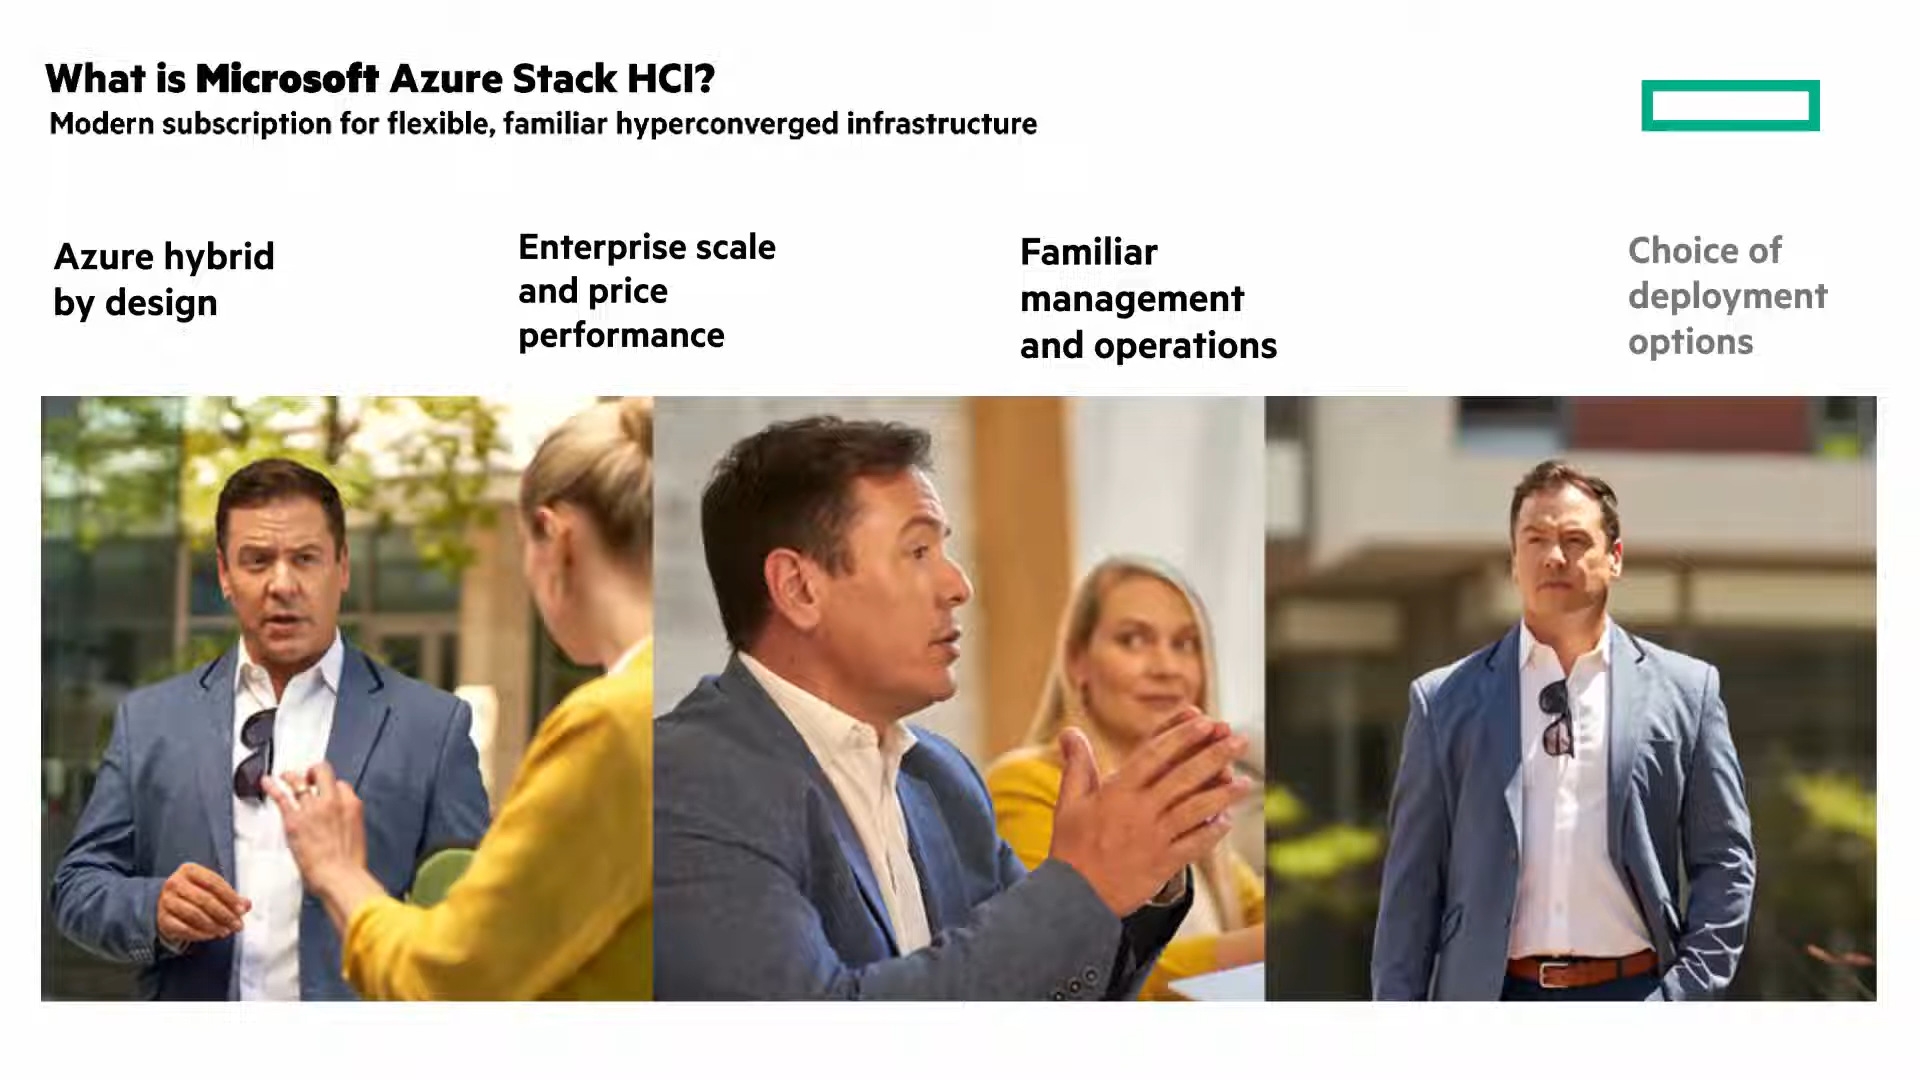 What is Microsoft Azure Stack HCI?
Modern subscription for flexible, familiar hyperconverged infrastructure
Azure hybrid
by design
Enterprise scale
and price
performance
Familiar
management
and operations
Choice of
deployment
options